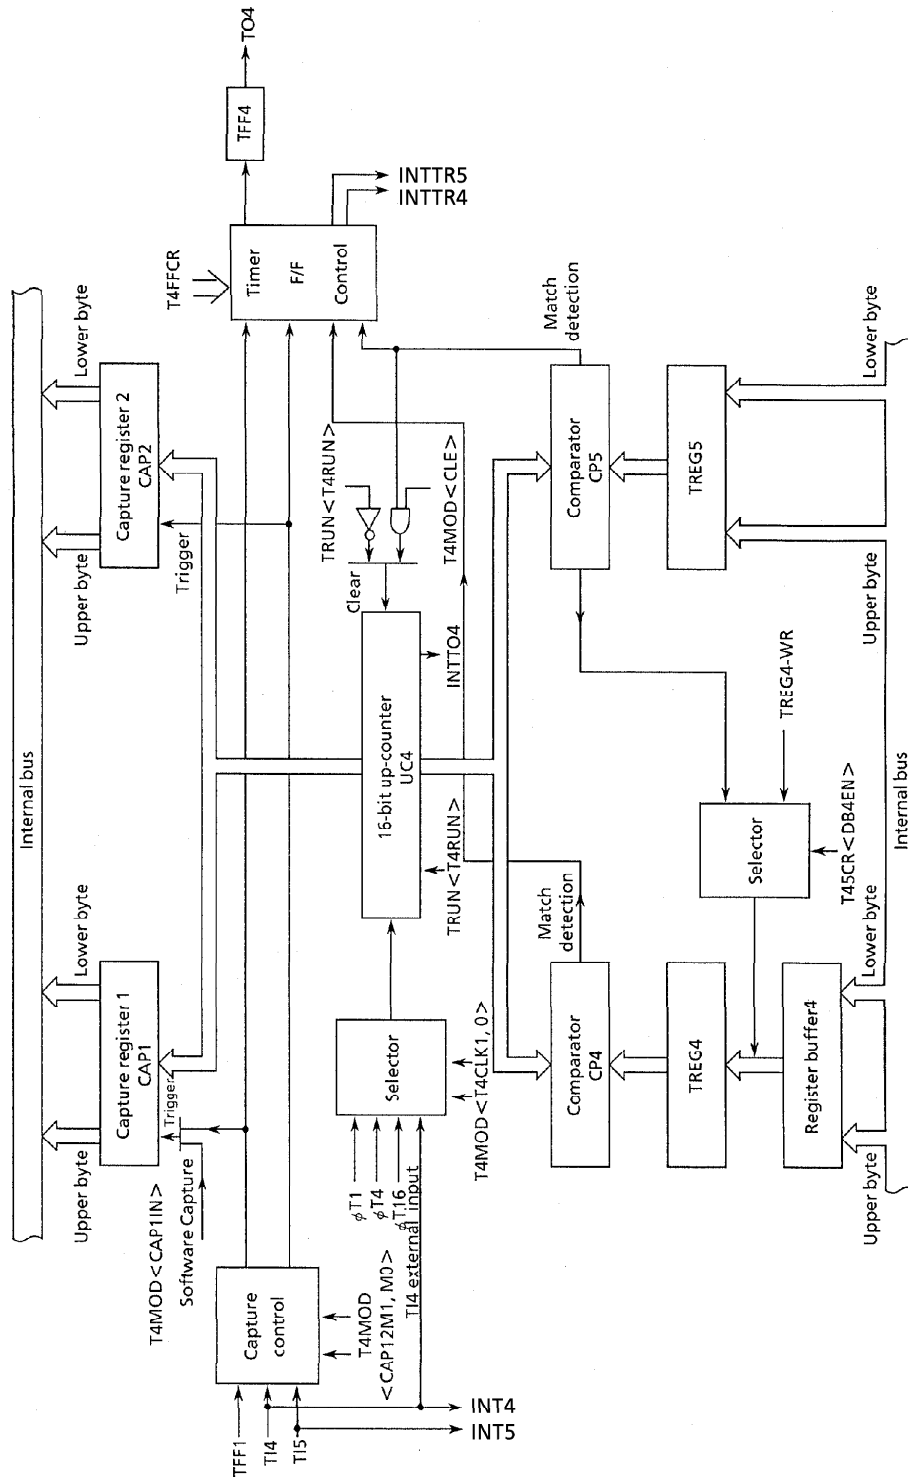 Internal bus
Upper byte
Lower byte
Upper byte
Lower byte
Capture register 1
CAP1
Capture register 2
CAP2
T4MOD<CAP1IN>
Software Capture
Trigger
Trigger
T4FFCR
TFF4
TO4
TFF1
TI4
TI5
Capture
control
Timer
F/F
Control
INTTR5
INTTR4
T4MOD
<CAP12M1, M0>
TI4 external input
INT4
INT5
TRUN<T4RUN>
Clear
T4MOD<CLE>
φT1
φT4
φT16
Selector
16-bit up-counter
UC4
INTTO4
T4MOD<T4CLK1, 0>
TRUN<T4RUN>
Match
detection
Match
detection
Comparator
CP4
Comparator
CP5
TREG4
TREG5
Selector
TREG4-WR
T45CR<DB4EN>
Register buffer4
Upper byte
Lower byte
Upper byte
Lower byte
Internal bus